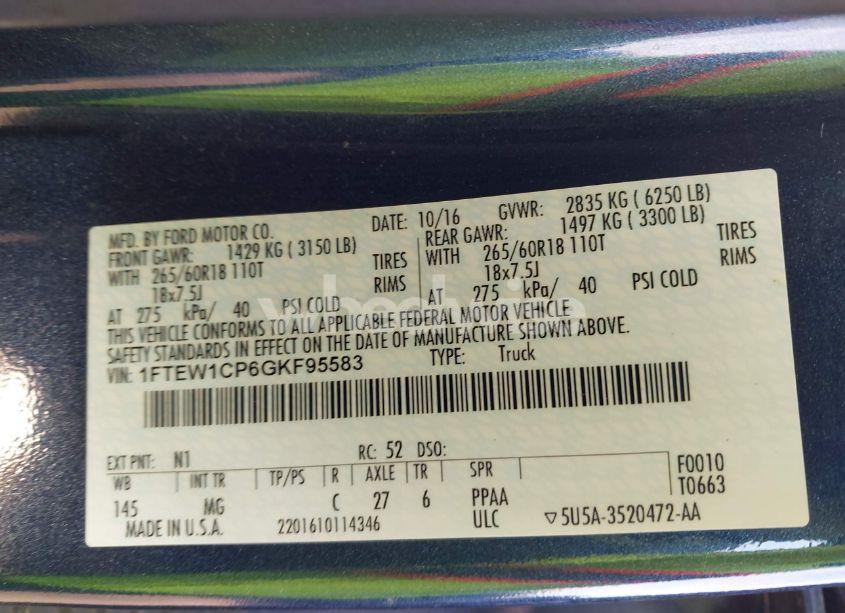 MFD. BY FORD MOTOR CO. DATE: 10/16 GVWR: 2835 KG ( 6250 LB)
FRONT GAWR: 1429 KG ( 3150 LB) REAR GAWR: 1497 KG ( 3300 LB)
WITH 265/60R18 110T TIRES WITH 265/60R18 110T TIRES
18x7.5J RIMS 18x7.5J RIMS
AT 275 kPa/ 40 PSI COLD AT 275 kPa/ 40 PSI COLD
THIS VEHICLE CONFORMS TO ALL APPLICABLE FEDERAL MOTOR VEHICLE
SAFETY STANDARDS IN EFFECT ON THE DATE OF MANUFACTURE SHOWN ABOVE.
VIN: 1FTEW1CP6GKF95583 TYPE: Truck
EXT PNT: N1 RC: 52 DSO:
WB INT TR TP/PS R AXLE TR SPR F0010
145 MG C 27 6 PPAA T0663
MADE IN U.S.A. 2201610114346 ULC ▽5U5A-3520472-AA